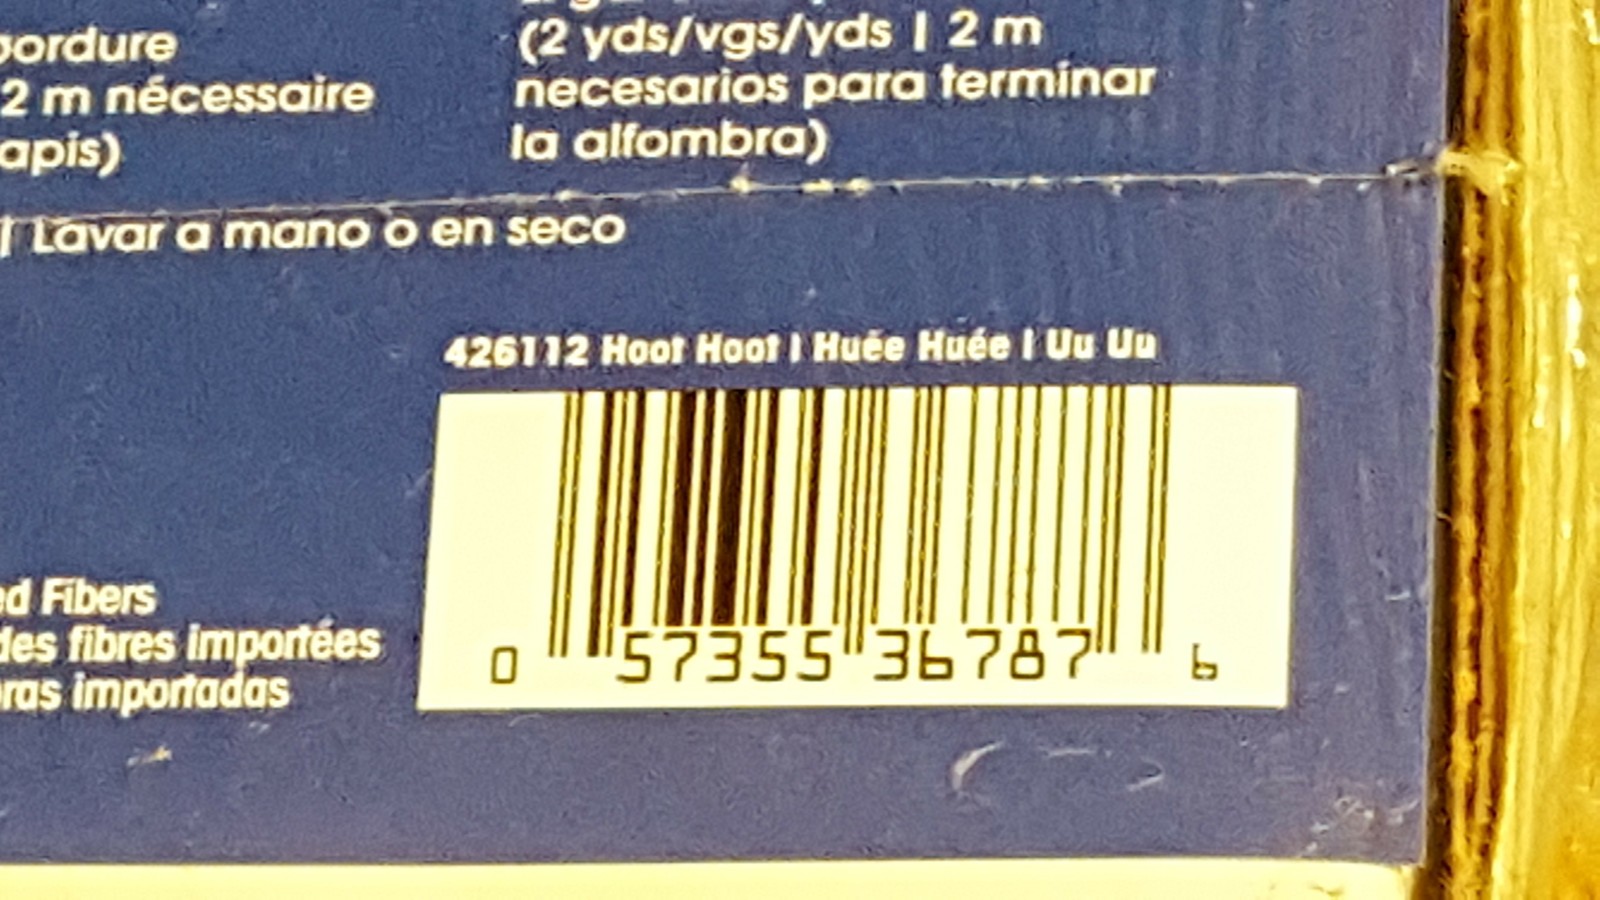 bordure
2 m nécessaire
apis)
(2 yds/vgs/yds | 2 m
necesarios para terminar
la alfombra)
| Lavar a mano o en seco
426112 Hoot Hoot | Huée Huée | Uu Uu
0 57355 36787 6
ed Fibers
des fibres importées
bras importadas